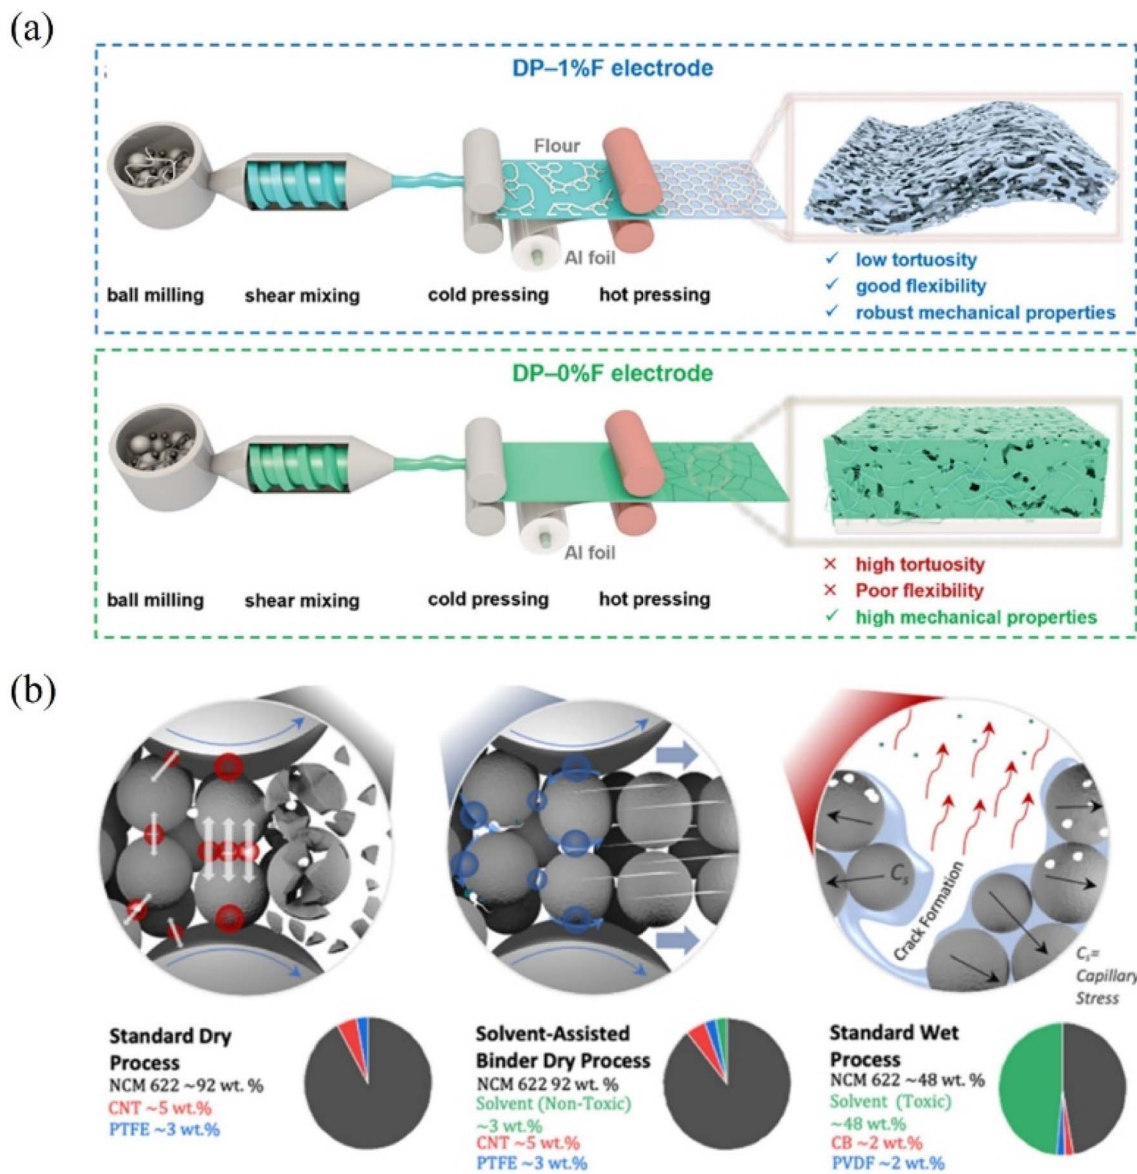 (a)
DP–1%F electrode
Flour
Al foil
ball milling shear mixing cold pressing hot pressing
✓ low tortuosity
✓ good flexibility
✓ robust mechanical properties
DP–0%F electrode
Al foil
ball milling shear mixing cold pressing hot pressing
✕ high tortuosity
✕ Poor flexibility
✓ high mechanical properties
(b)
Cs
Crack Formation
Cs=
Capillary
Stress
Standard Dry
Process
NCM 622 ~92 wt. %
CNT ~5 wt.%
PTFE ~3 wt.%
Solvent-Assisted
Binder Dry Process
NCM 622 92 wt. %
Solvent (Non-Toxic)
~3 wt.%
CNT ~5 wt.%
PTFE ~3 wt.%
Standard Wet
Process
NCM 622 ~48 wt.%
Solvent (Toxic)
~48 wt.%
CB ~2 wt.%
PVDF ~2 wt.%